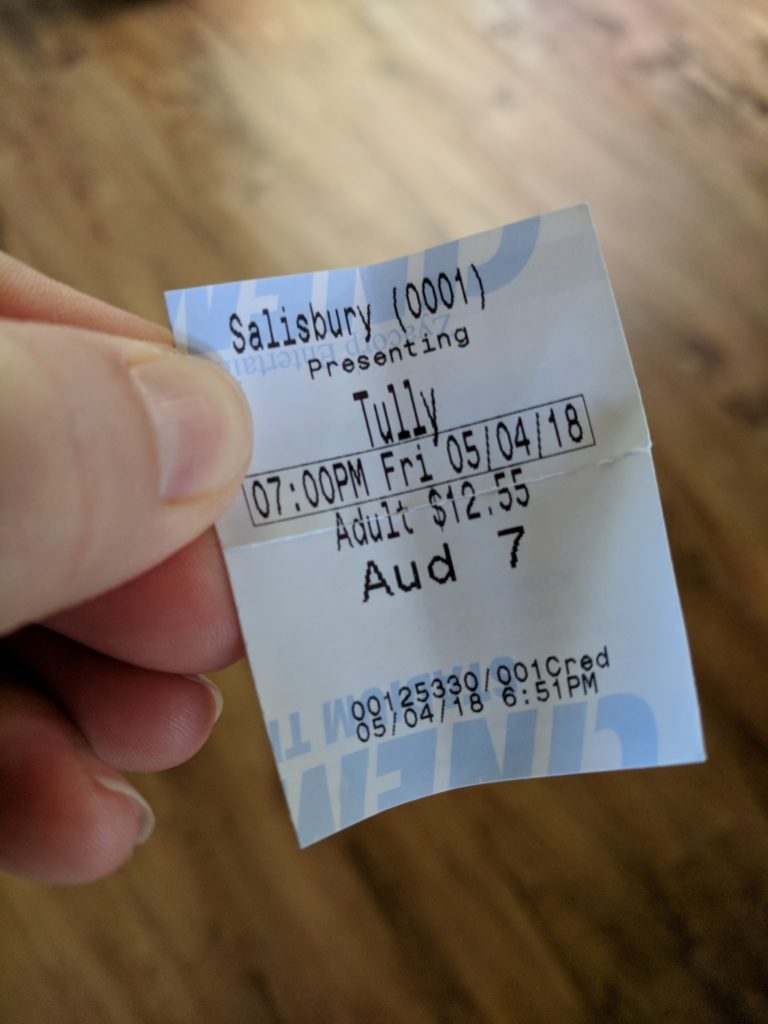 Salisbury (0001)
Presenting
Tully
07:00PM Fri 05/04/18
Adult $12.55
Aud 7
00125330/001Cred
05/04/18 6:51PM